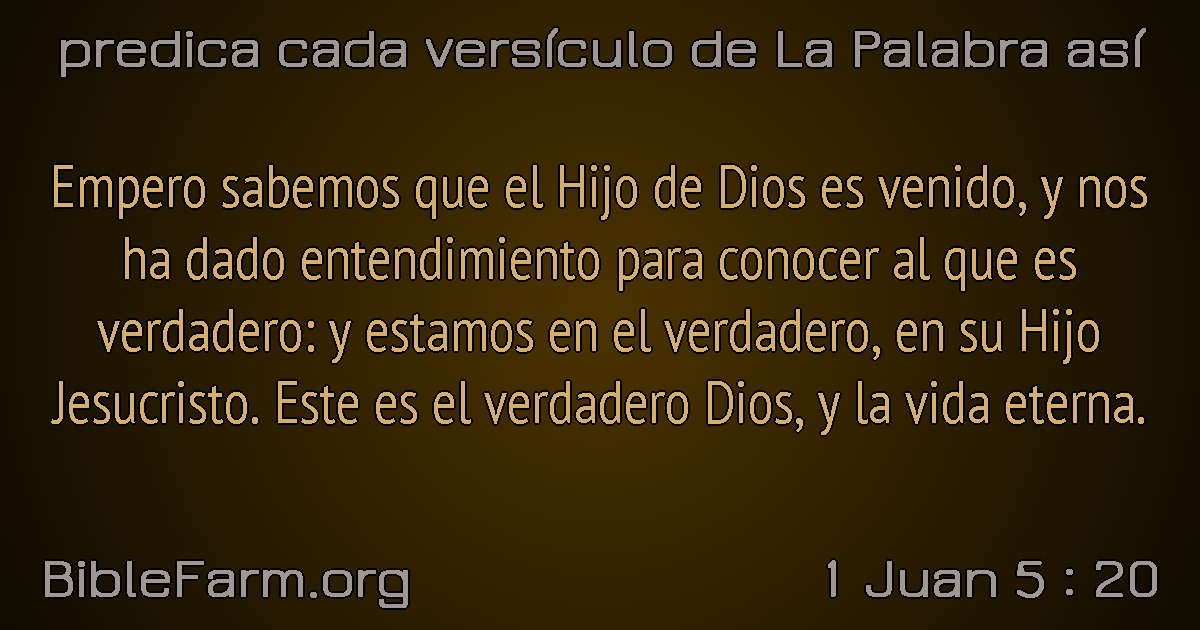 predica cada versículo de La Palabra así
Empero sabemos que el Hijo de Dios es venido, y nos
ha dado entendimiento para conocer al que es
verdadero: y estamos en el verdadero, en su Hijo
Jesucristo. Este es el verdadero Dios, y la vida eterna.
BibleFarm.org
1 Juan 5 : 20